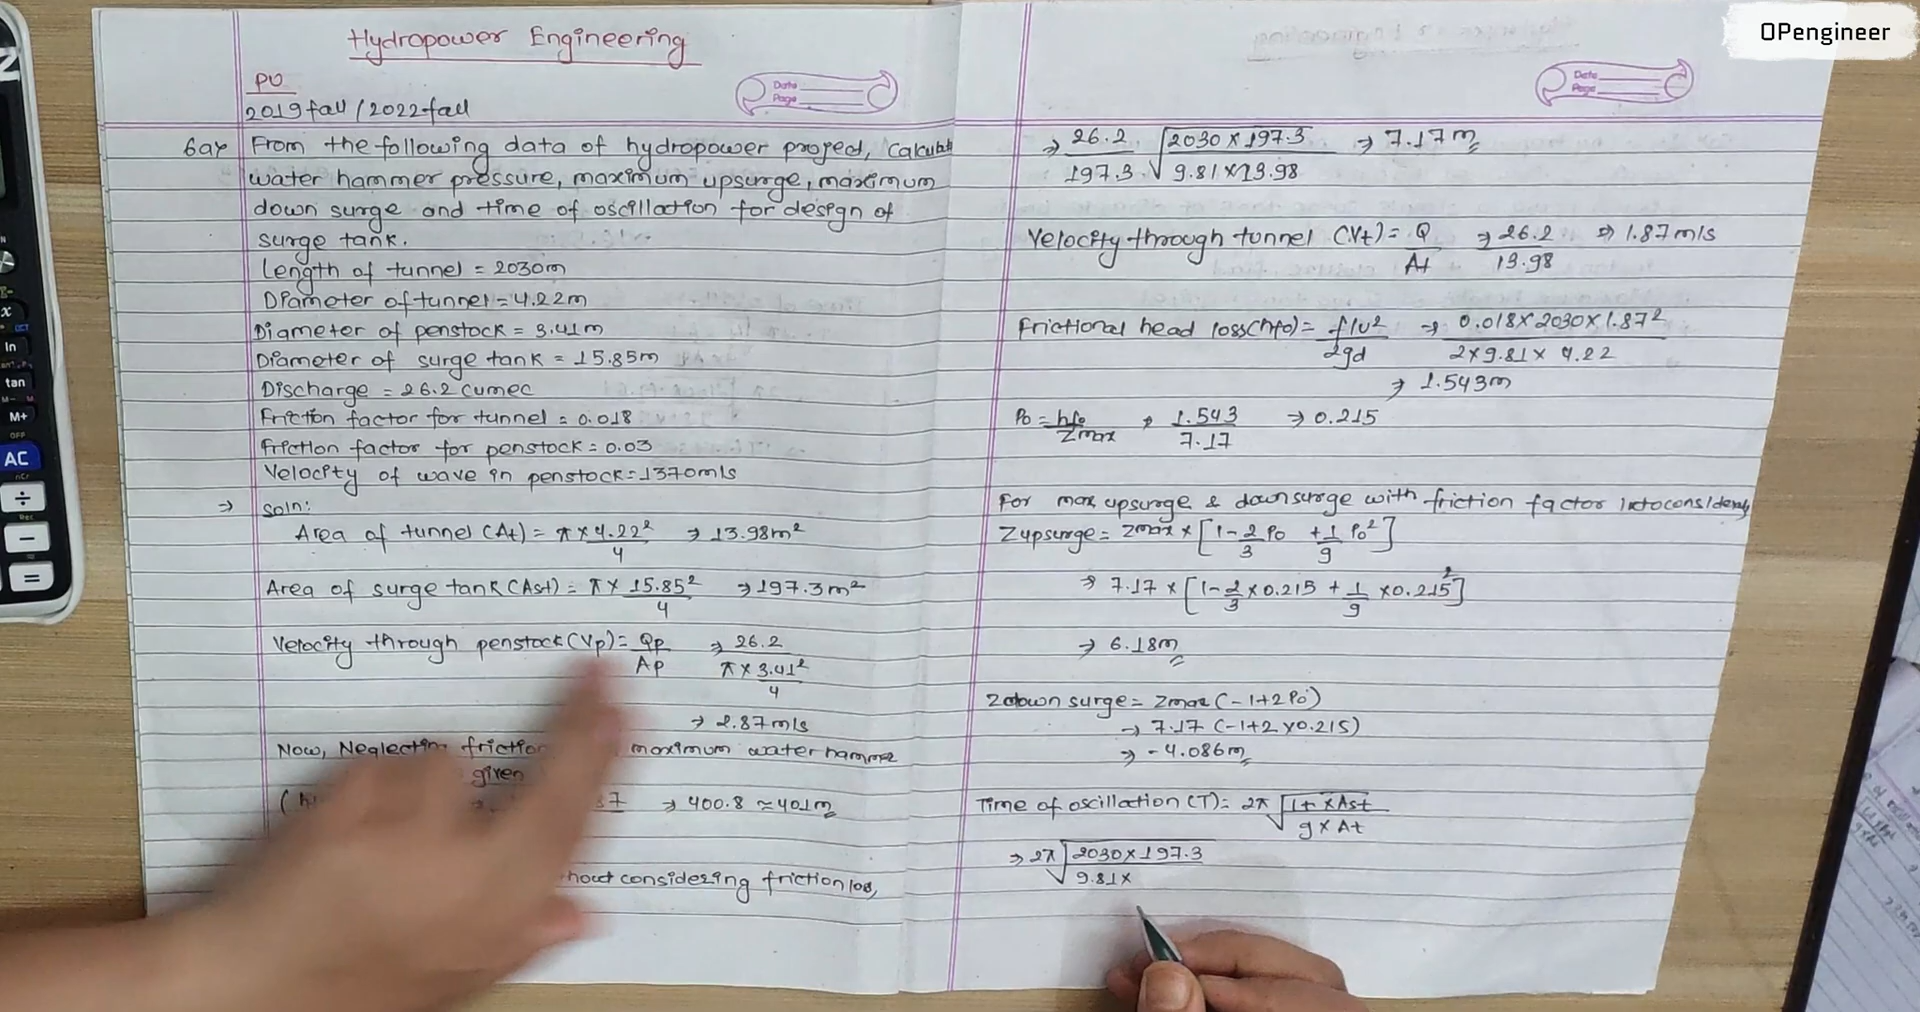 OPengineer
Hydropower Engineering
PU
2019 fall / 2022 fall
Date
Page
6a> From the following data of hydropower project, calculate
water hammer pressure, maximum upsurge, maximum
down surge and time of oscillation for design of
surge tank.
Length of tunnel = 2030m
Diameter of tunnel = 4.22m
Diameter of penstock = 3.41m
Diameter of surge tank = 15.85m
Discharge = 26.2 cumec
Friction factor for tunnel = 0.018
Friction factor for penstock = 0.03
Velocity of wave in penstock = 1370m/s
→ Soln:
Area of tunnel (At) = π × 4.22²/4 ⇒ 13.98m²
Area of surge tank (Ast) = π × 15.85²/4 ⇒ 197.3m²
Velocity through penstock (Vp) = Qp/Ap ⇒ 26.2/(π × 3.41²/4)
⇒ 2.87m/s
Now, Neglecting friction maximum water hammer
given
⇒ 400.8 ≈ 401m
considering friction loss,
Date
Page
⇒ 26.2/197.3 √(2030 × 197.3/9.81 × 13.98) ⇒ 7.17m
Velocity through tunnel (Vt) = Q/At ⇒ 26.2/13.98 ⇒ 1.87m/s
Frictional head loss (hfo) = flv²/2gd ⇒ 0.018 × 2030 × 1.87²/2 × 9.81 × 4.22
⇒ 1.543m
Po = hfo/Zmax ⇒ 1.543/7.17 ⇒ 0.215
For max upsurge & downsurge with friction factor
Zupsurge = Zmax × [1 - 2/3 Po + 1/9 Po²]
⇒ 7.17 × [1 - 2/3 × 0.215 + 1/9 × 0.215²]
⇒ 6.18m
Zdown surge = Zmax (-1+2Po)
⇒ 7.17 (-1+2 × 0.215)
⇒ -4.086m
Time of oscillation (T) = 2π √(lt × Ast/g × At)
⇒ 2π √(2030 × 197.3/9.81 ×
AC
M+
tan
ln
x
÷
−
=
OFF